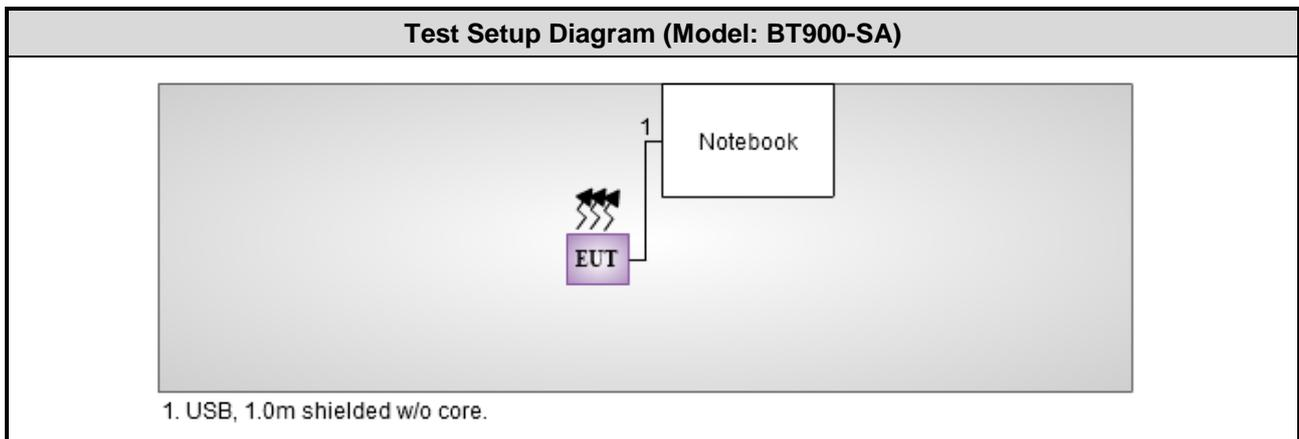 Test Setup Diagram (Model: BT900-SA)
1
Notebook
EUT
1. USB, 1.0m shielded w/o core.